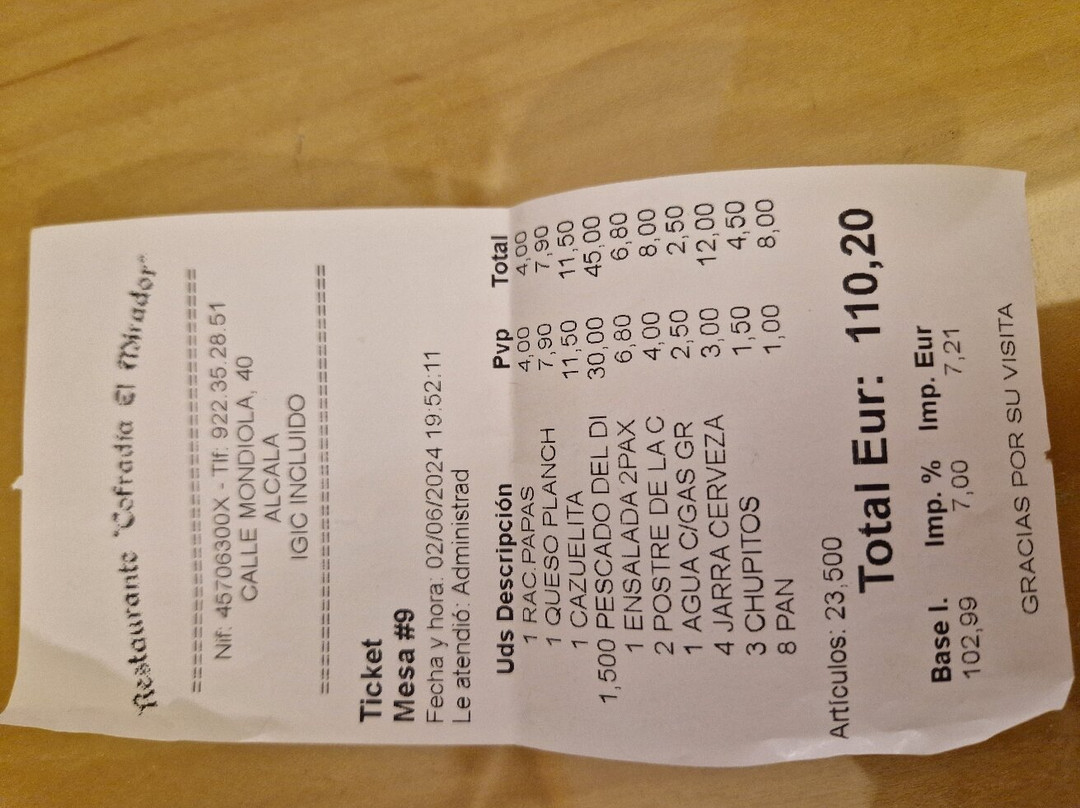 Restaurante "Cofradía El Mirador"
================================
Nif: 45706300X - Tlf. 922.35.28.51
CALLE MONDIOLA, 40
ALCALA
IGIC INCLUIDO
================================
Ticket
Mesa #9
Fecha y hora: 02/06/2024 19:52:11
Le atendió: Administrad
Uds Descripción Pvp Total
1 RAC.PAPAS 4,00 4,00
1 QUESO PLANCH 7,90 7,90
1 CAZUELITA 11,50 11,50
1,500 PESCADO DEL DI 30,00 45,00
1 ENSALADA 2PAX 6,80 6,80
2 POSTRE DE LA C 4,00 8,00
1 AGUA C/GAS GR 2,50 2,50
4 JARRA CERVEZA 3,00 12,00
3 CHUPITOS 1,50 4,50
8 PAN 1,00 8,00
Artículos: 23,500
Total Eur: 110,20
Base I. Imp. % Imp. Eur
102,99 7,00 7,21
GRACIAS POR SU VISITA